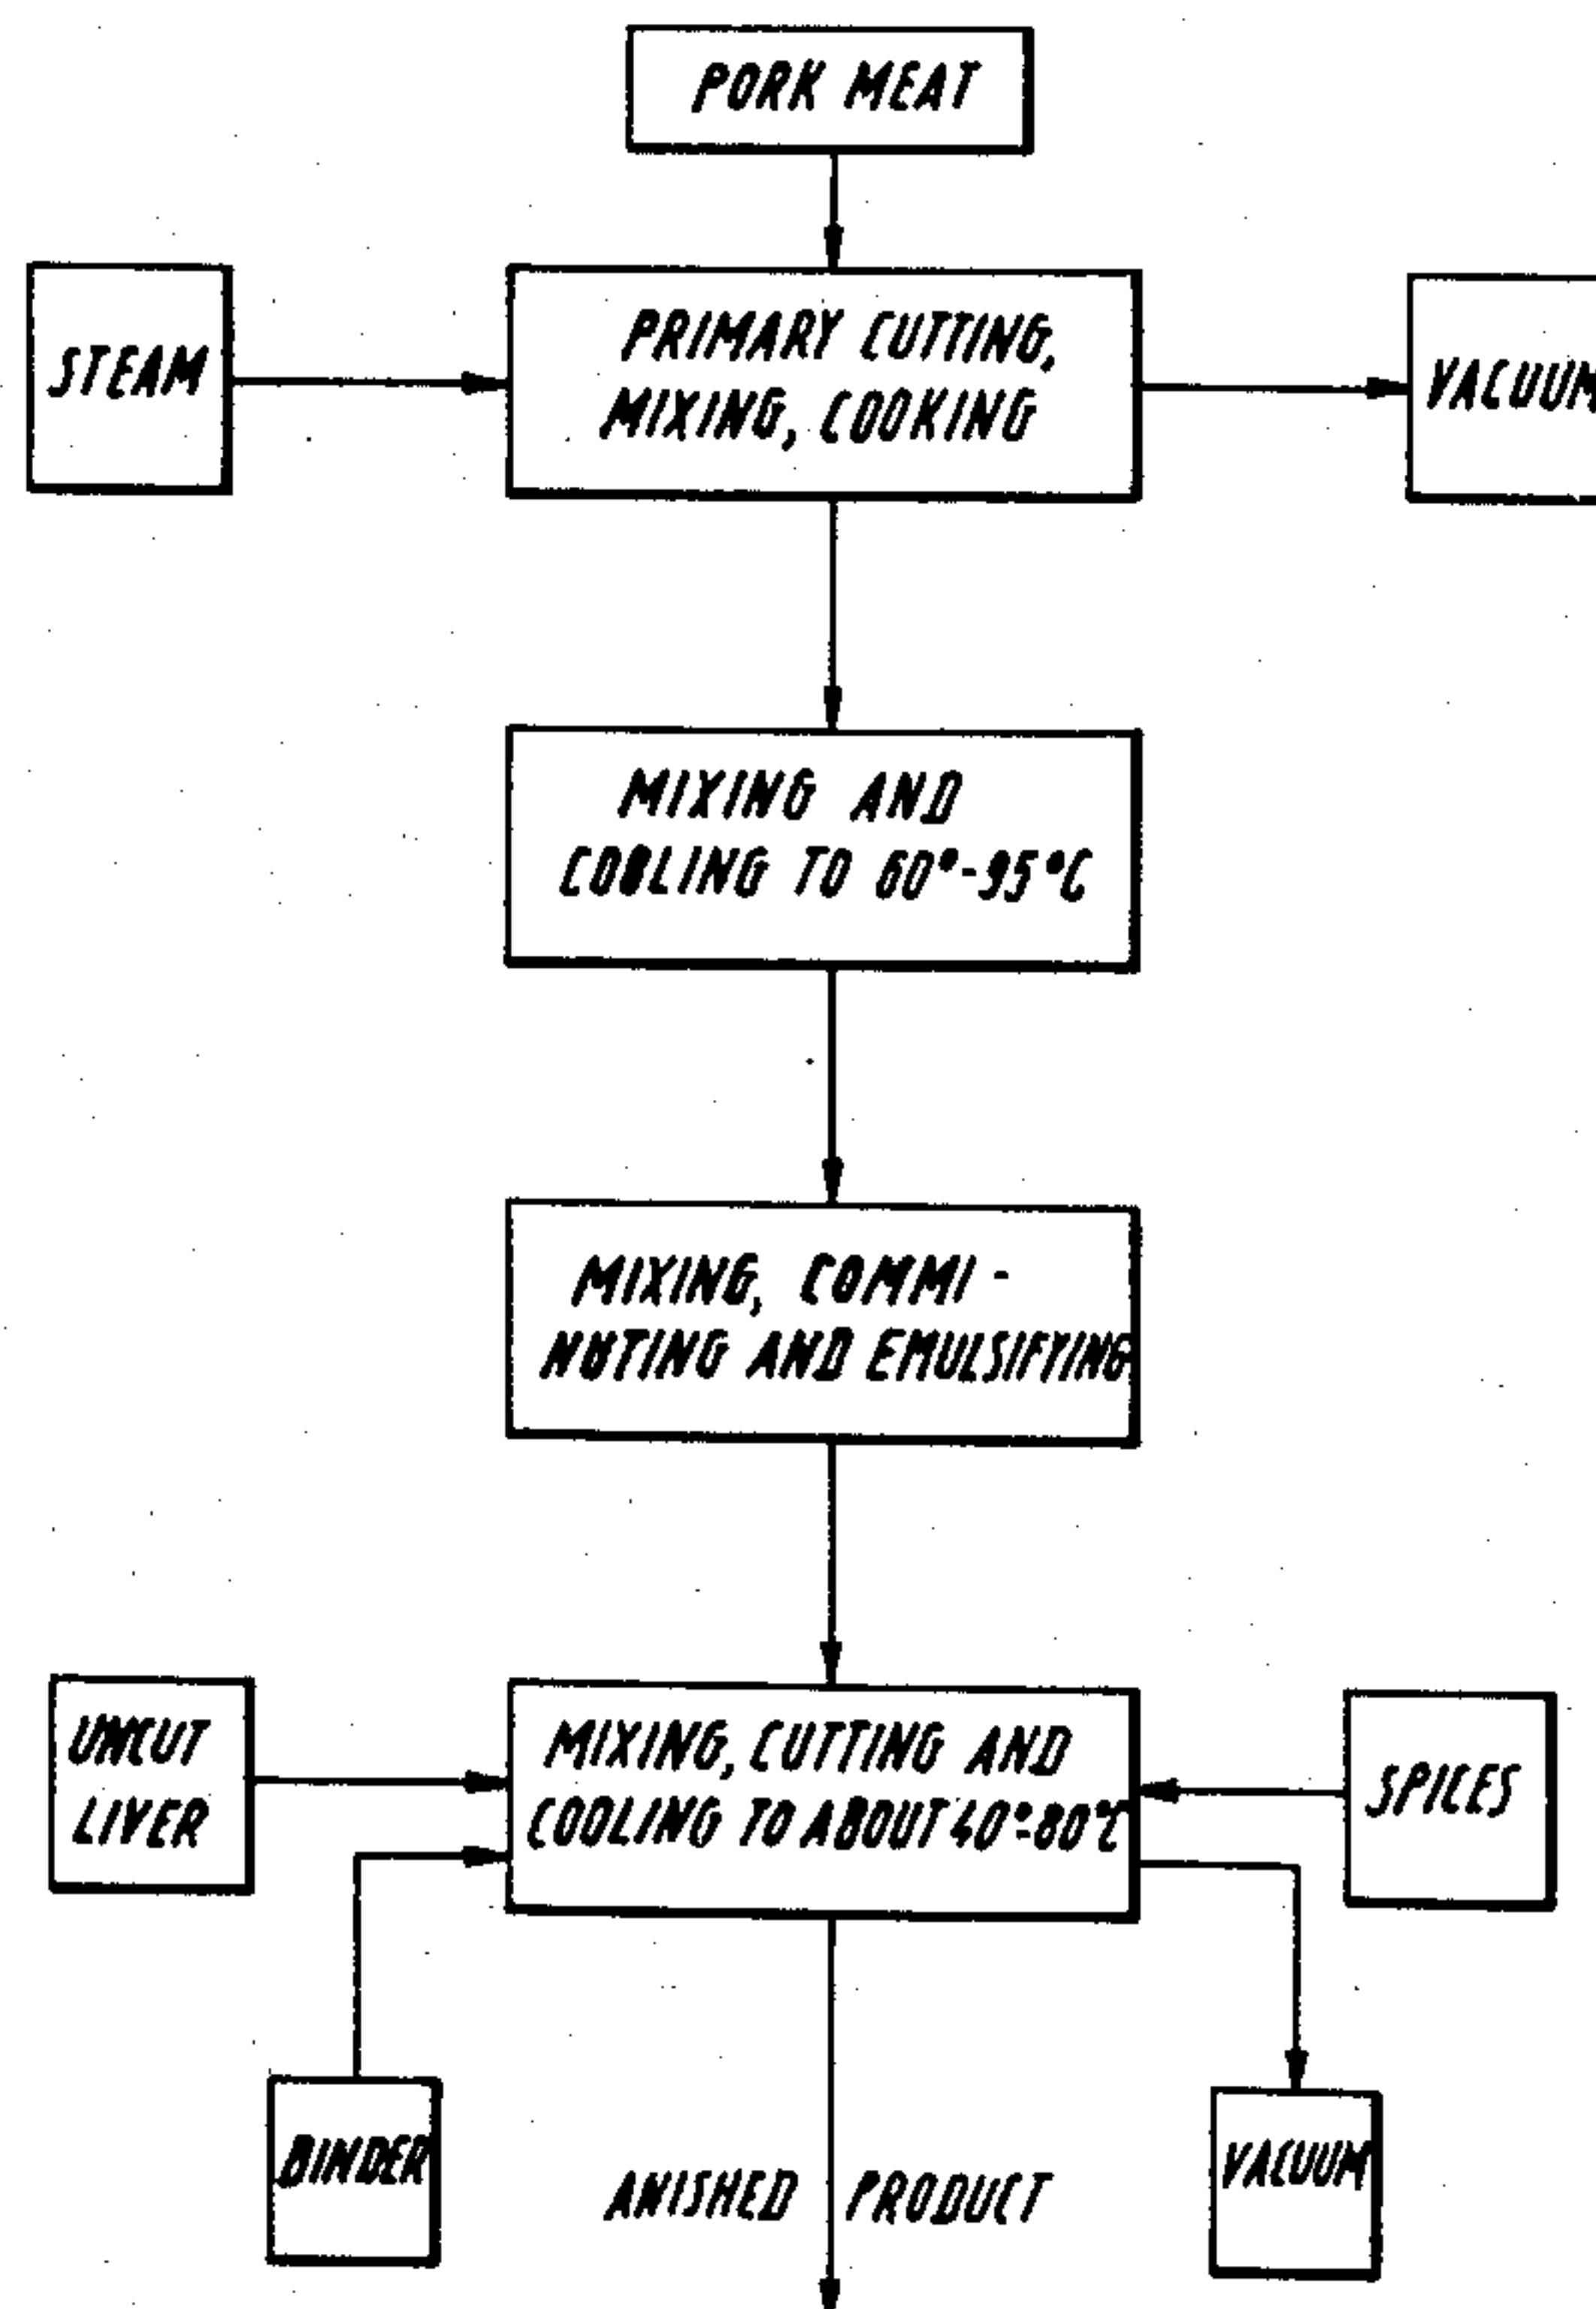 PORK MEAT
STEAM
PRIMARY CUTTING,
MIXING, COOKING
VACUUM
MIXING AND
COOLING TO 60°-95°C
MIXING, COMMI-
NUTING AND EMULSIFYING
UNCUT
LIVER
MIXING, CUTTING AND
COOLING TO ABOUT 40°-80°C
SPICES
BINDER
ANISHED PRODUCT
VACUUM